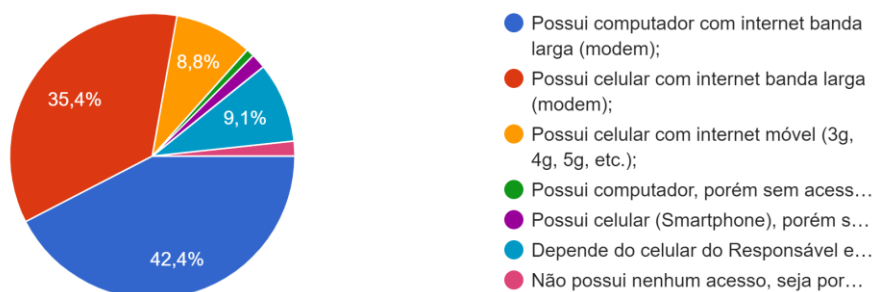 8,8%
35,4%
9,1%
42,4%
Possui computador com internet banda
larga (modem);
Possui celular com internet banda larga
(modem);
Possui celular com internet móvel (3g,
4g, 5g, etc.);
Possui computador, porém sem acess…
Possui celular (Smartphone), porém s…
Depende do celular do Responsável e…
Não possui nenhum acesso, seja por…